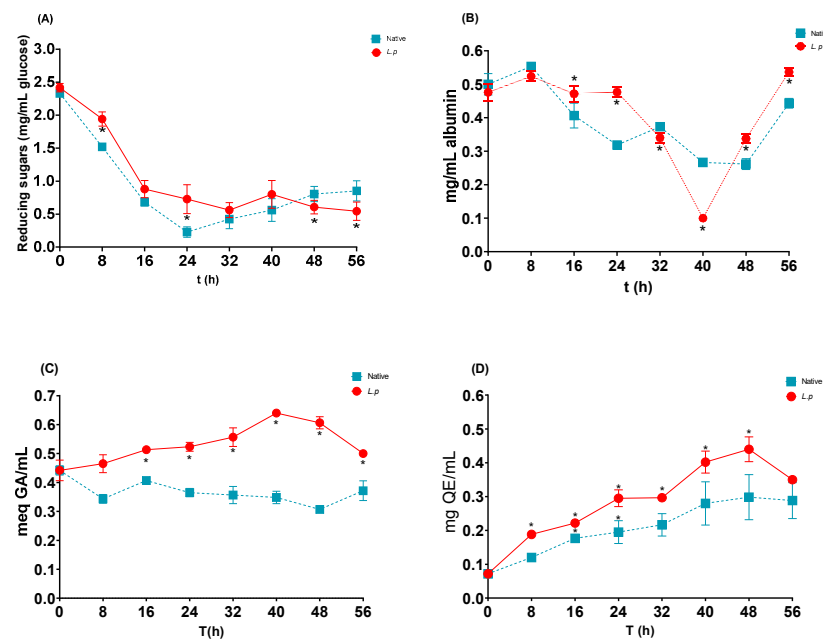 (A)
Native
L.p
Reducing sugars (mg/mL glucose)
3.0
2.5
2.0
1.5
1.0
0.5
0.0
*
*
*
*
0 8 16 24 32 40 48 56
t (h)
(B)
Nati
L.p
mg/mL albumin
0.6
0.5
0.4
0.3
0.2
0.1
0.0
*
*
*
*
*
*
0 8 16 24 32 40 48 56
t (h)
(C)
Native
L.p
meq GA/mL
0.7
0.6
0.5
0.4
0.3
0.2
0.1
0.0
*
*
*
*
*
*
0 8 16 24 32 40 48 56
T(h)
(D)
Native
L.p
mg QE/mL
0.6
0.5
0.4
0.3
0.2
0.1
0.0
*
*
*
*
*
*
*
*
0 8 16 24 32 40 48 56
T (h)